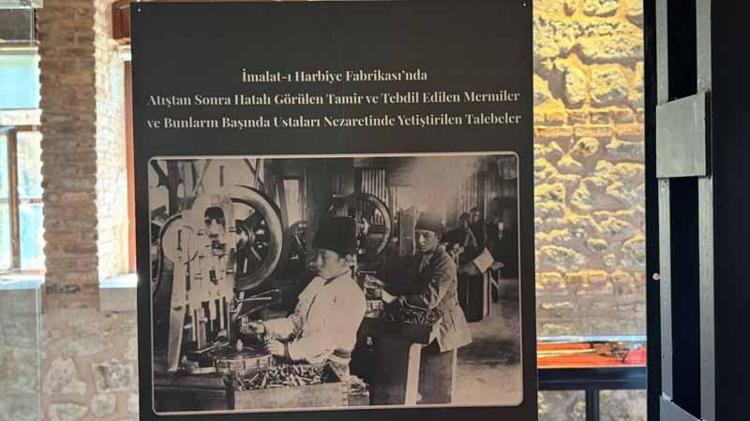 İmalat-ı Harbiye Fabrikası'nda
Atıştan Sonra Hatalı Görülen Tamir ve Tebdil Edilen Mermiler
ve Bunların Başında Ustaları Nezaretinde Yetiştirilen Talebeler